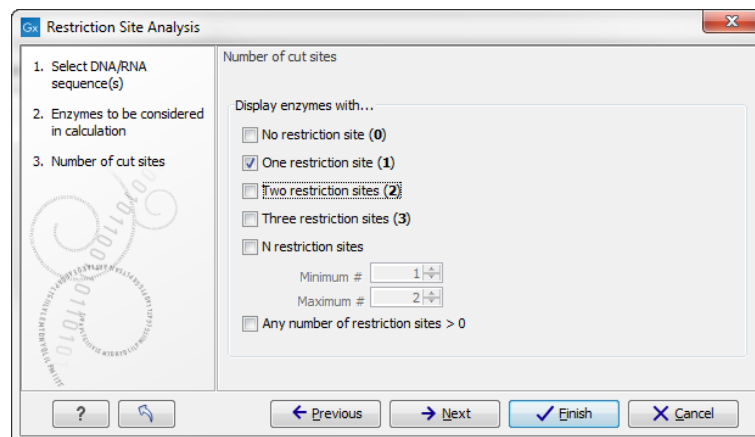 Gx Restriction Site Analysis
X
1. Select DNA/RNA
sequence(s)
2. Enzymes to be considered
in calculation
3. Number of cut sites
Number of cut sites
Display enzymes with...
No restriction site (0)
One restriction site (1)
Two restriction sites (2)
Three restriction sites (3)
N restriction sites
Minimum # 1
Maximum # 2
Any number of restriction sites > 0
? Previous Next Finish Cancel